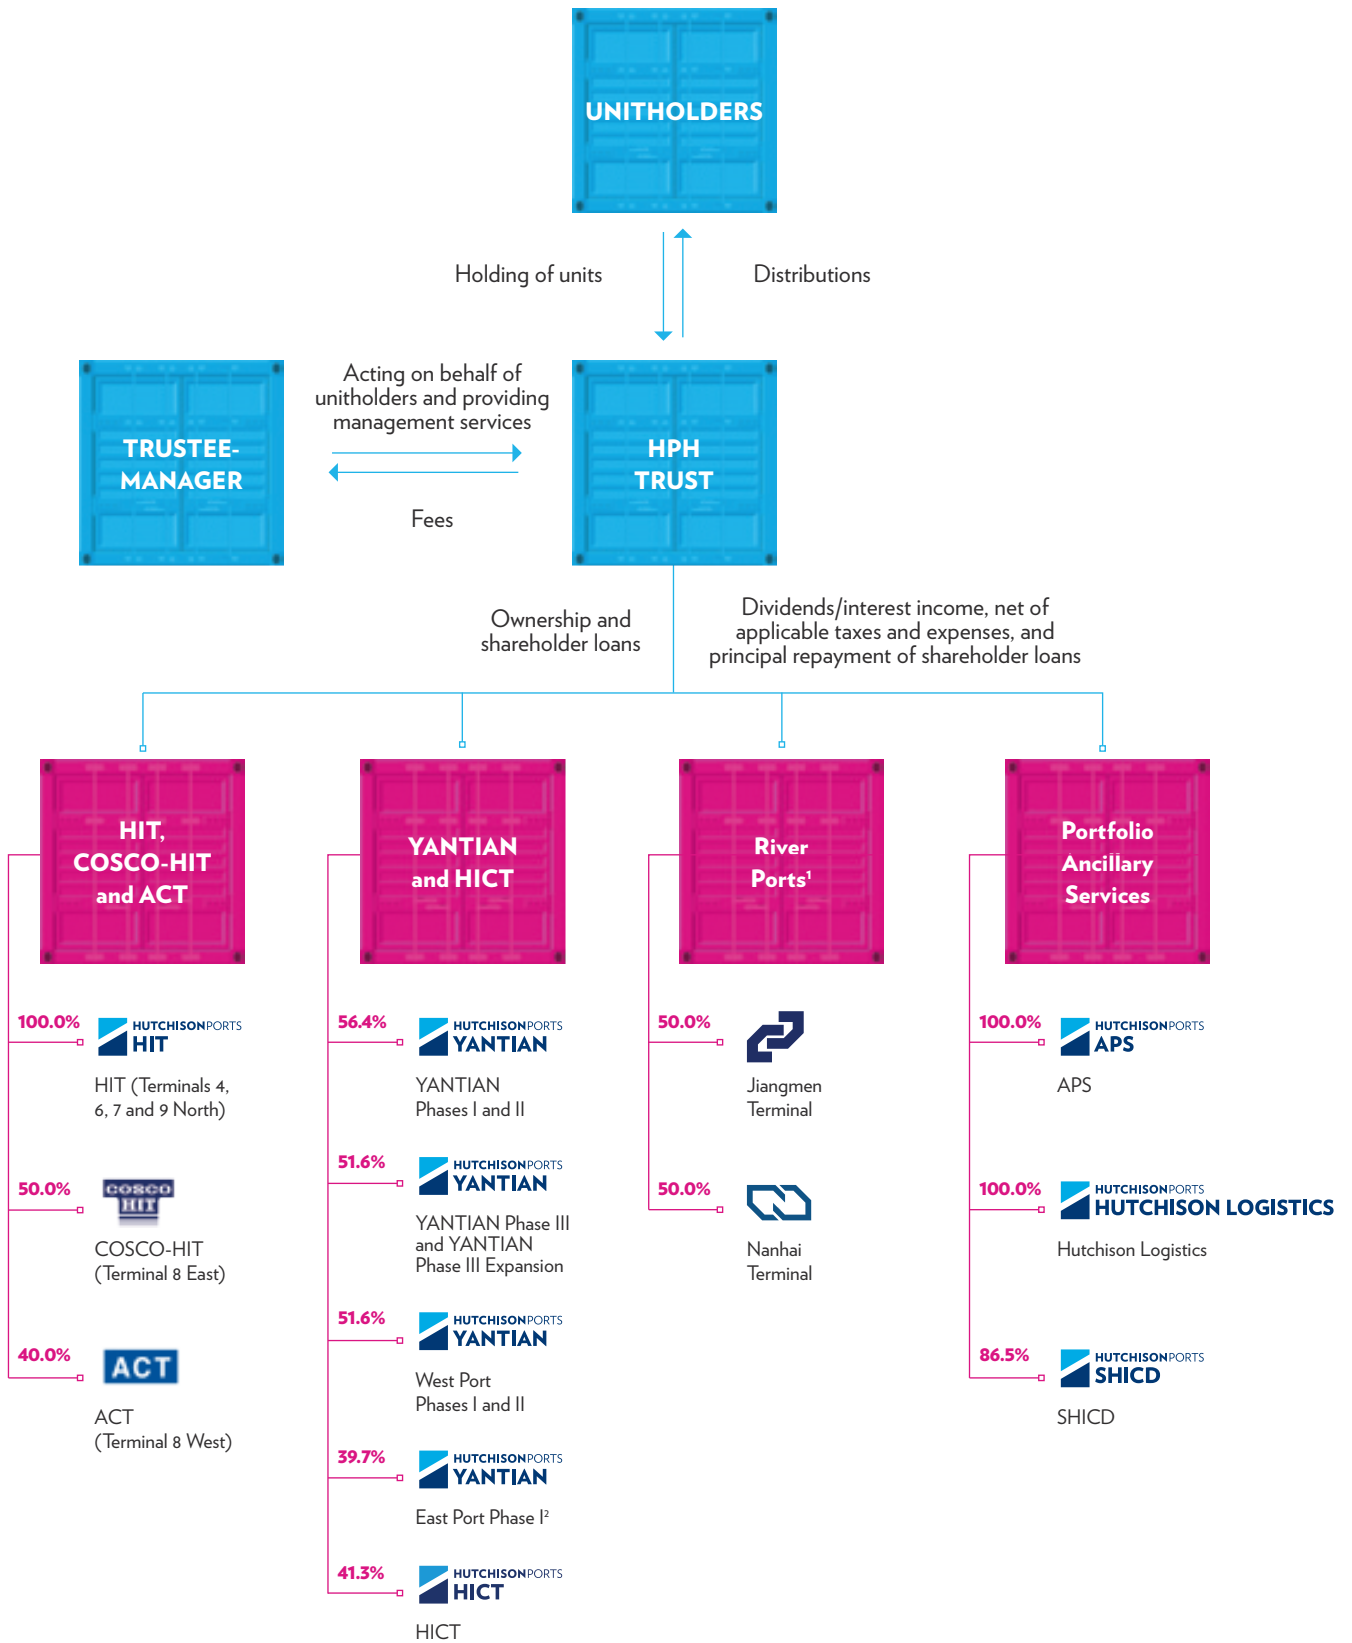 UNITHOLDERS
Holding of units
Distributions
TRUSTEE-
MANAGER
Acting on behalf of
unitholders and providing
management services
Fees
HPH
TRUST
Ownership and
shareholder loans
Dividends/interest income, net of
applicable taxes and expenses, and
principal repayment of shareholder loans
HIT,
COSCO-HIT
and ACT
100.0%
HUTCHISONPORTS
HIT
HIT (Terminals 4,
6, 7 and 9 North)
50.0%
COSCO
HIT
COSCO-HIT
(Terminal 8 East)
40.0%
ACT
ACT
(Terminal 8 West)
YANTIAN
and HICT
56.4%
HUTCHISONPORTS
YANTIAN
YANTIAN
Phases I and II
51.6%
HUTCHISONPORTS
YANTIAN
YANTIAN Phase III
and YANTIAN
Phase III Expansion
51.6%
HUTCHISONPORTS
YANTIAN
West Port
Phases I and II
39.7%
HUTCHISONPORTS
YANTIAN
East Port Phase I²
41.3%
HUTCHISONPORTS
HICT
HICT
River
Ports¹
50.0%
Jiangmen
Terminal
50.0%
Nanhai
Terminal
Portfolio
Ancillary
Services
100.0%
HUTCHISONPORTS
APS
APS
100.0%
HUTCHISONPORTS
HUTCHISON LOGISTICS
Hutchison Logistics
86.5%
HUTCHISONPORTS
SHICD
SHICD